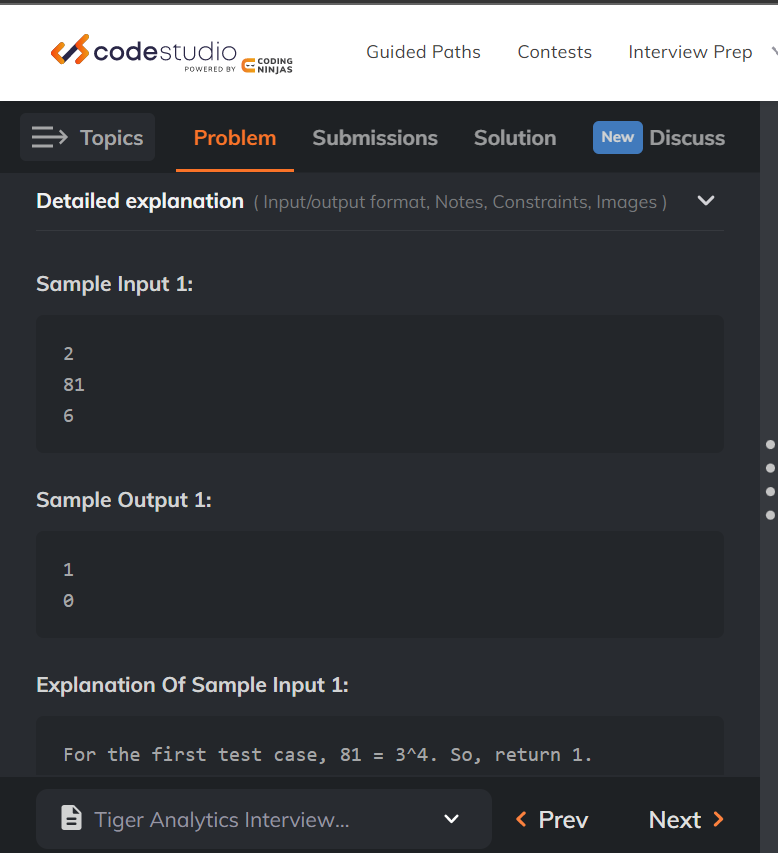 codestudio
POWERED BY CODING NINJAS
Guided Paths Contests Interview Prep
Topics Problem Submissions Solution New Discuss
Detailed explanation ( Input/output format, Notes, Constraints, Images )
Sample Input 1:
2
81
6
Sample Output 1:
1
0
Explanation Of Sample Input 1:
For the first test case, 81 = 3^4. So, return 1.
Tiger Analytics Interview... Prev Next